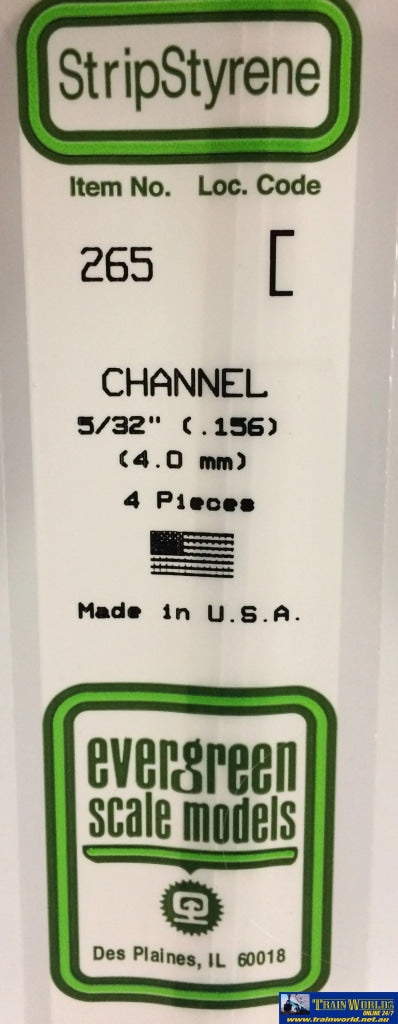 StripStyrene
Item No. Loc. Code
265
CHANNEL
5/32" (.156)
(4.0 mm)
4 Pieces
Made in U.S.A.
evergreen
scale models
Des Plaines, IL 60018
TRAIN WORLD
ONLINE 24/7
www.trainworld.net.au